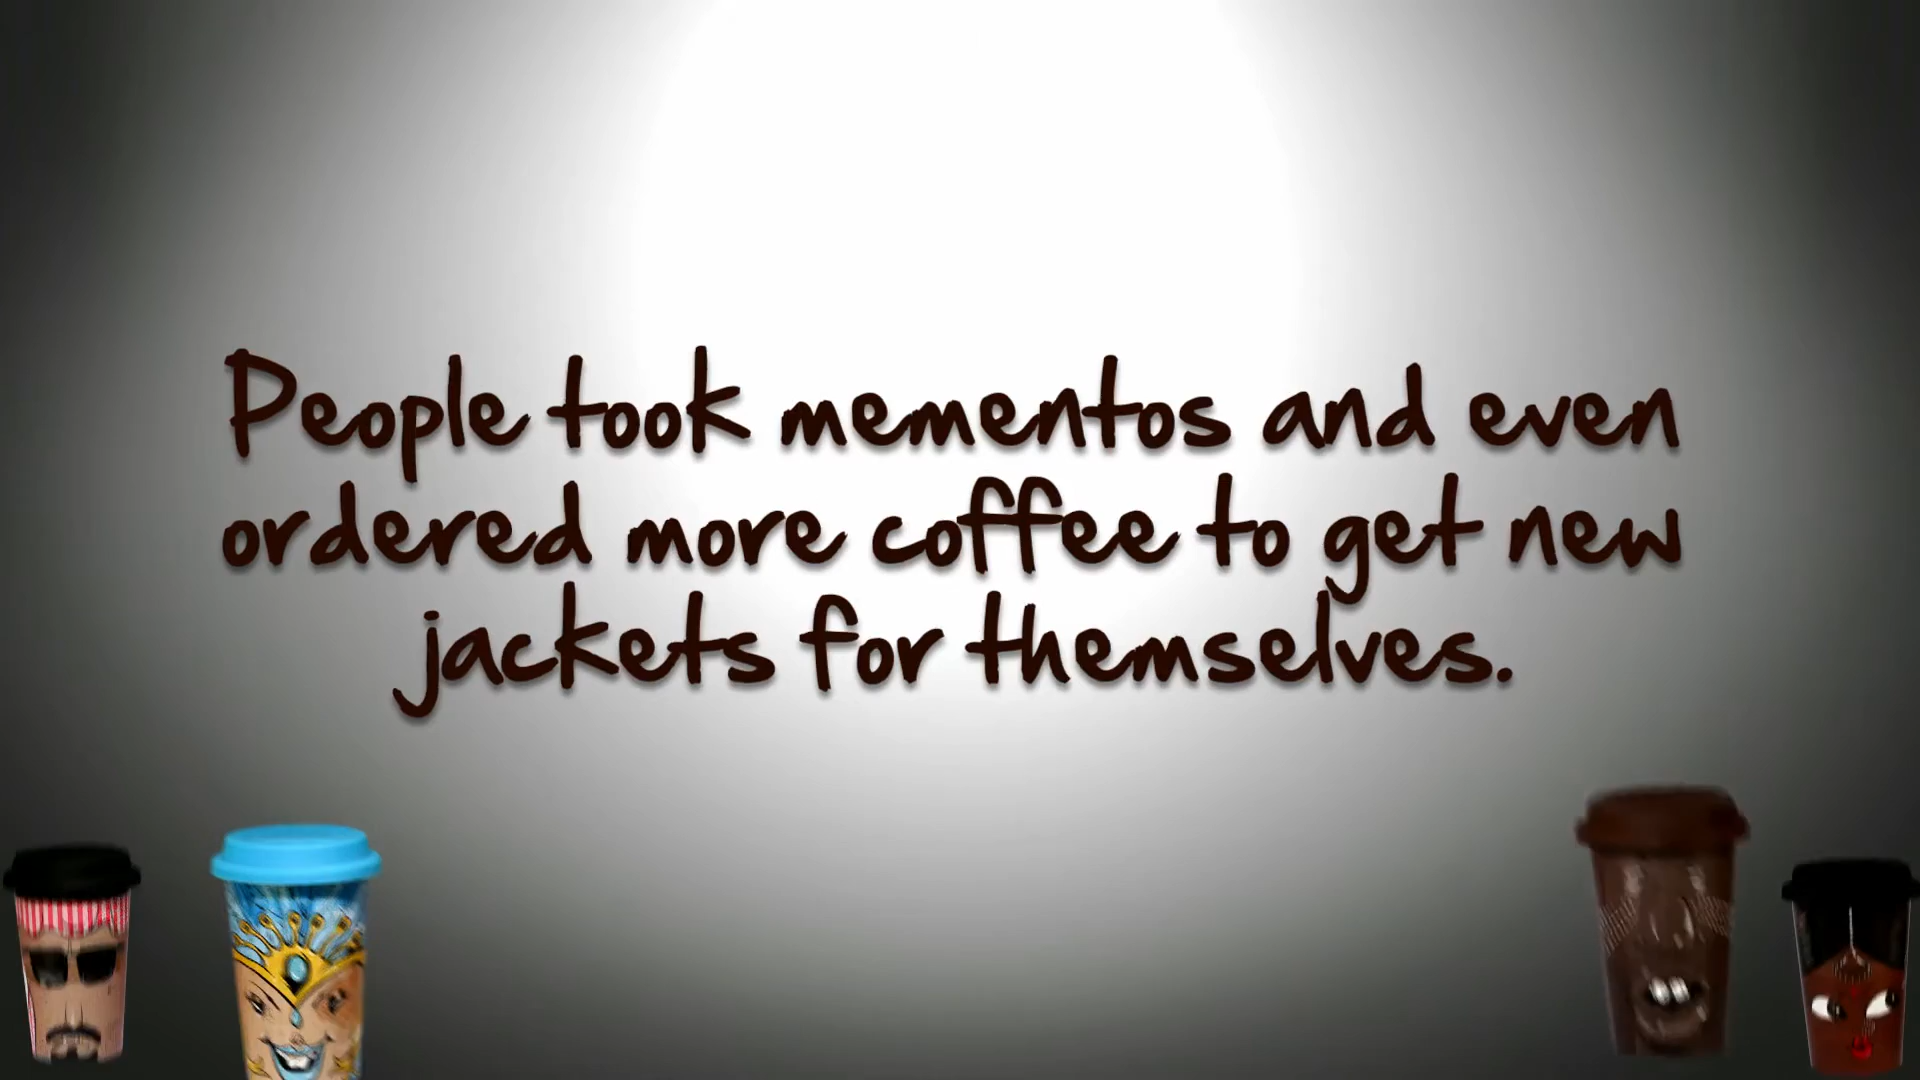 People took mementos and even
ordered more coffee to get new
jackets for themselves.